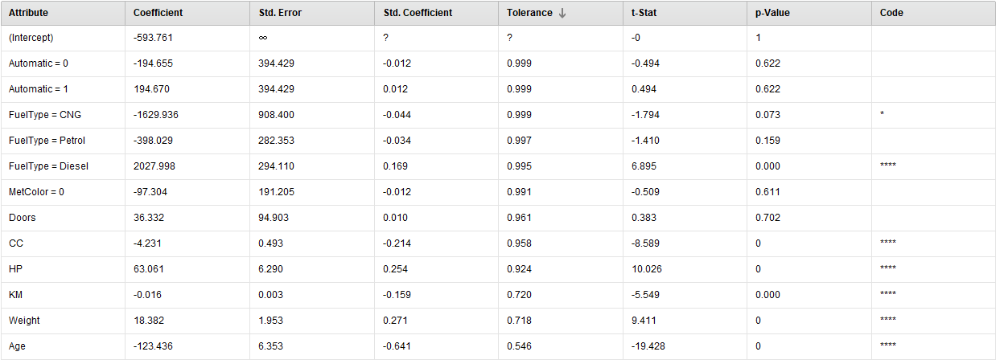 Attribute Coefficient Std. Error Std. Coefficient Tolerance ↓ t-Stat p-Value Code
(Intercept) -593.761 ∞ ? ? -0 1
Automatic = 0 -194.655 394.429 -0.012 0.999 -0.494 0.622
Automatic = 1 194.670 394.429 0.012 0.999 0.494 0.622
FuelType = CNG -1629.936 908.400 -0.044 0.999 -1.794 0.073 *
FuelType = Petrol -398.029 282.353 -0.034 0.997 -1.410 0.159
FuelType = Diesel 2027.998 294.110 0.169 0.995 6.895 0.000 ****
MetColor = 0 -97.304 191.205 -0.012 0.991 -0.509 0.611
Doors 36.332 94.903 0.010 0.961 0.383 0.702
CC -4.231 0.493 -0.214 0.958 -8.589 0 ****
HP 63.061 6.290 0.254 0.924 10.026 0 ****
KM -0.016 0.003 -0.159 0.720 -5.549 0.000 ****
Weight 18.382 1.953 0.271 0.718 9.411 0 ****
Age -123.436 6.353 -0.641 0.546 -19.428 0 ****